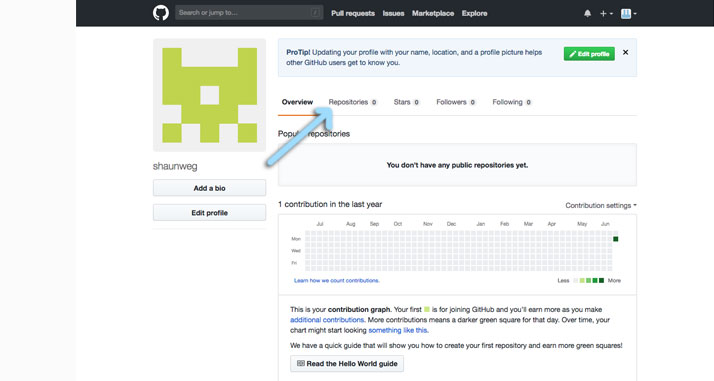 Search or jump to...
/
Pull requests Issues Marketplace Explore
ProTip! Updating your profile with your name, location, and a profile picture helps
other GitHub users get to know you.
Edit profile
Overview Repositories 0 Stars 0 Followers 0 Following 0
repositories
You don't have any public repositories yet.
shaunweg
Add a bio
Edit profile
1 contribution in the last year
Contribution settings
Jul Aug Sep Oct Nov Dec Jan Feb Mar Apr May Jun
Mon
Wed
Fri
Learn how we count contributions.
Less More
This is your contribution graph. Your first is for joining GitHub and you'll earn more as you make
additional contributions. More contributions means a darker green square for that day. Over time, your
chart might start looking something like this.
We have a quick guide that will show you how to create your first repository and earn more green squares!
Read the Hello World guide